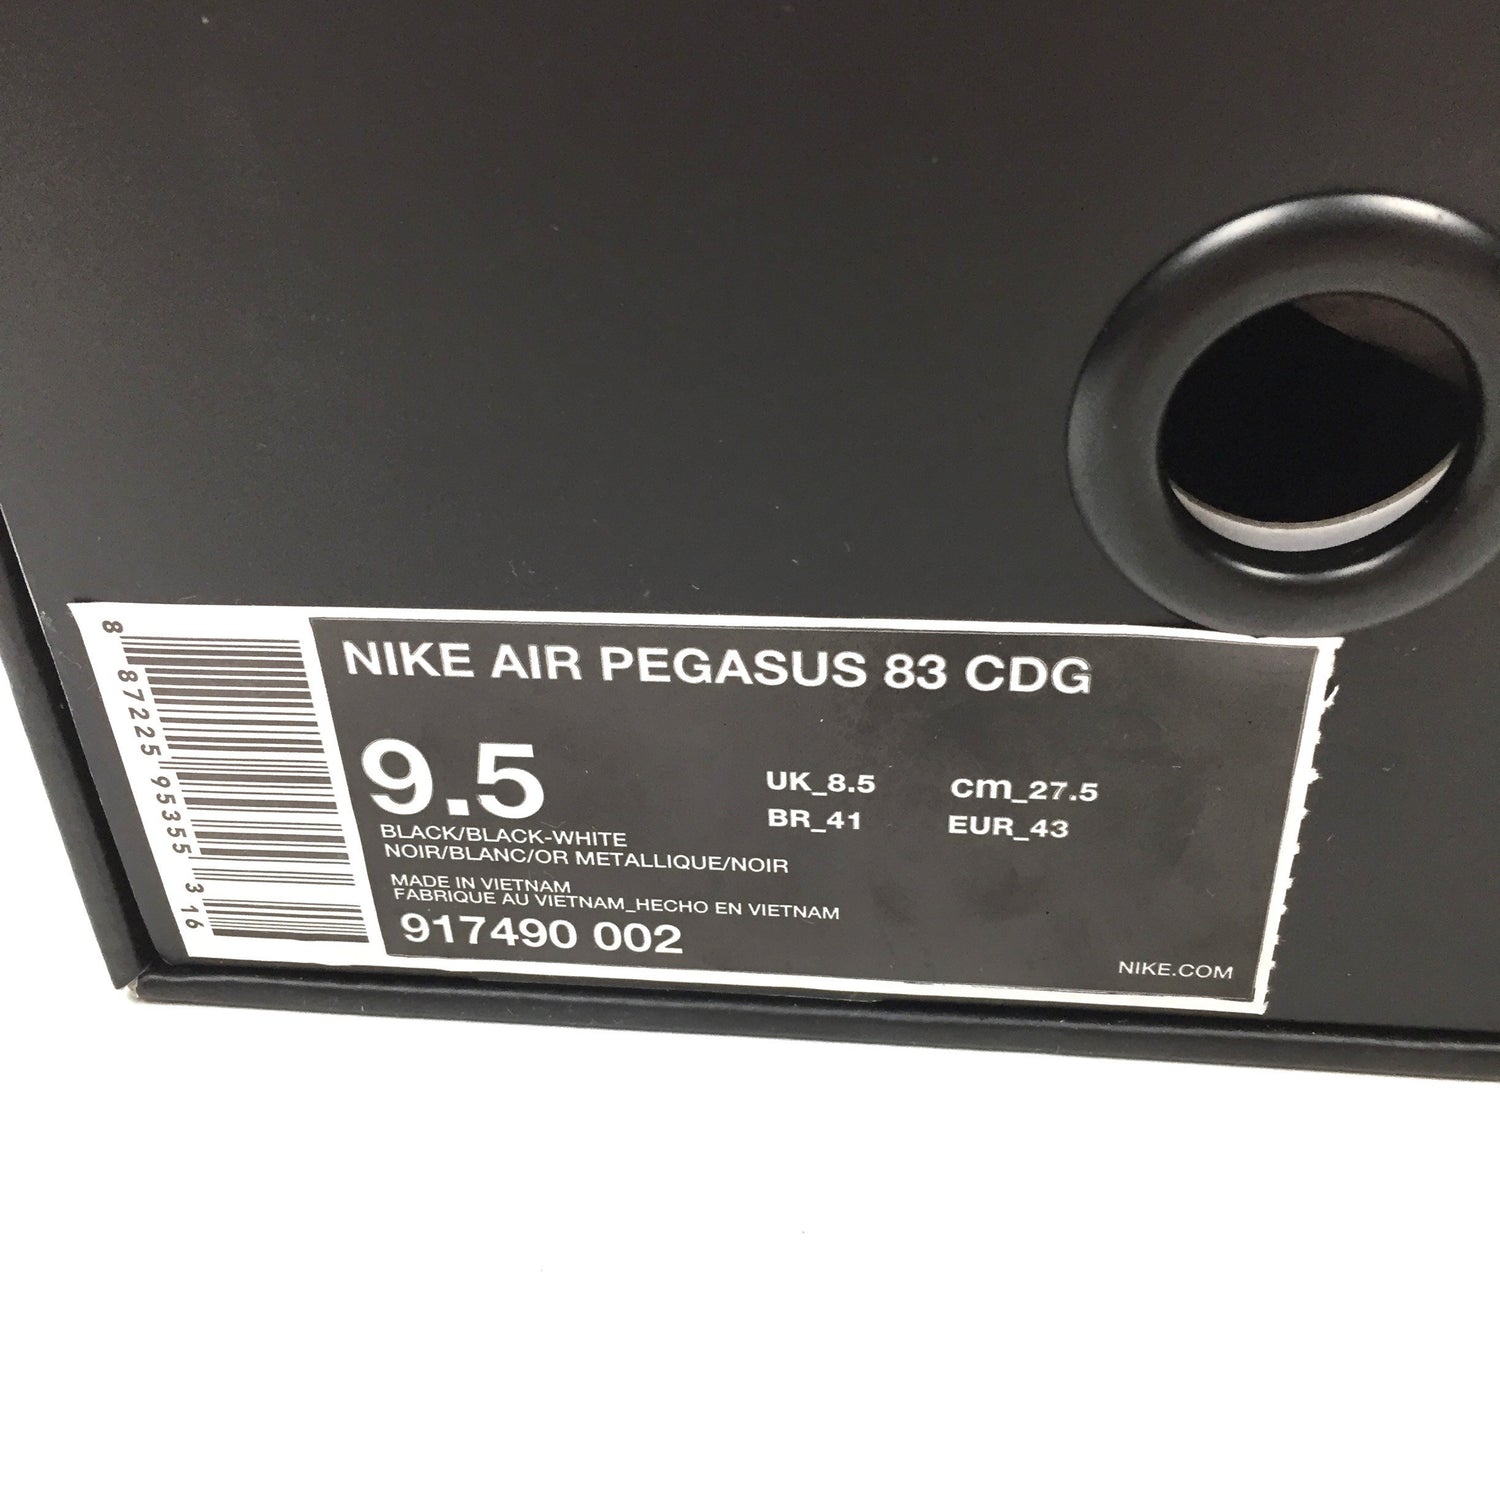 NIKE AIR PEGASUS 83 CDG
9.5
UK_8.5 cm_27.5
BR_41 EUR_43
BLACK/BLACK-WHITE
NOIR/BLANC/OR METALLIQUE/NOIR
MADE IN VIETNAM
FABRIQUE AU VIETNAM_HECHO EN VIETNAM
917490 002
NIKE.COM
8 87225 95355 3 16